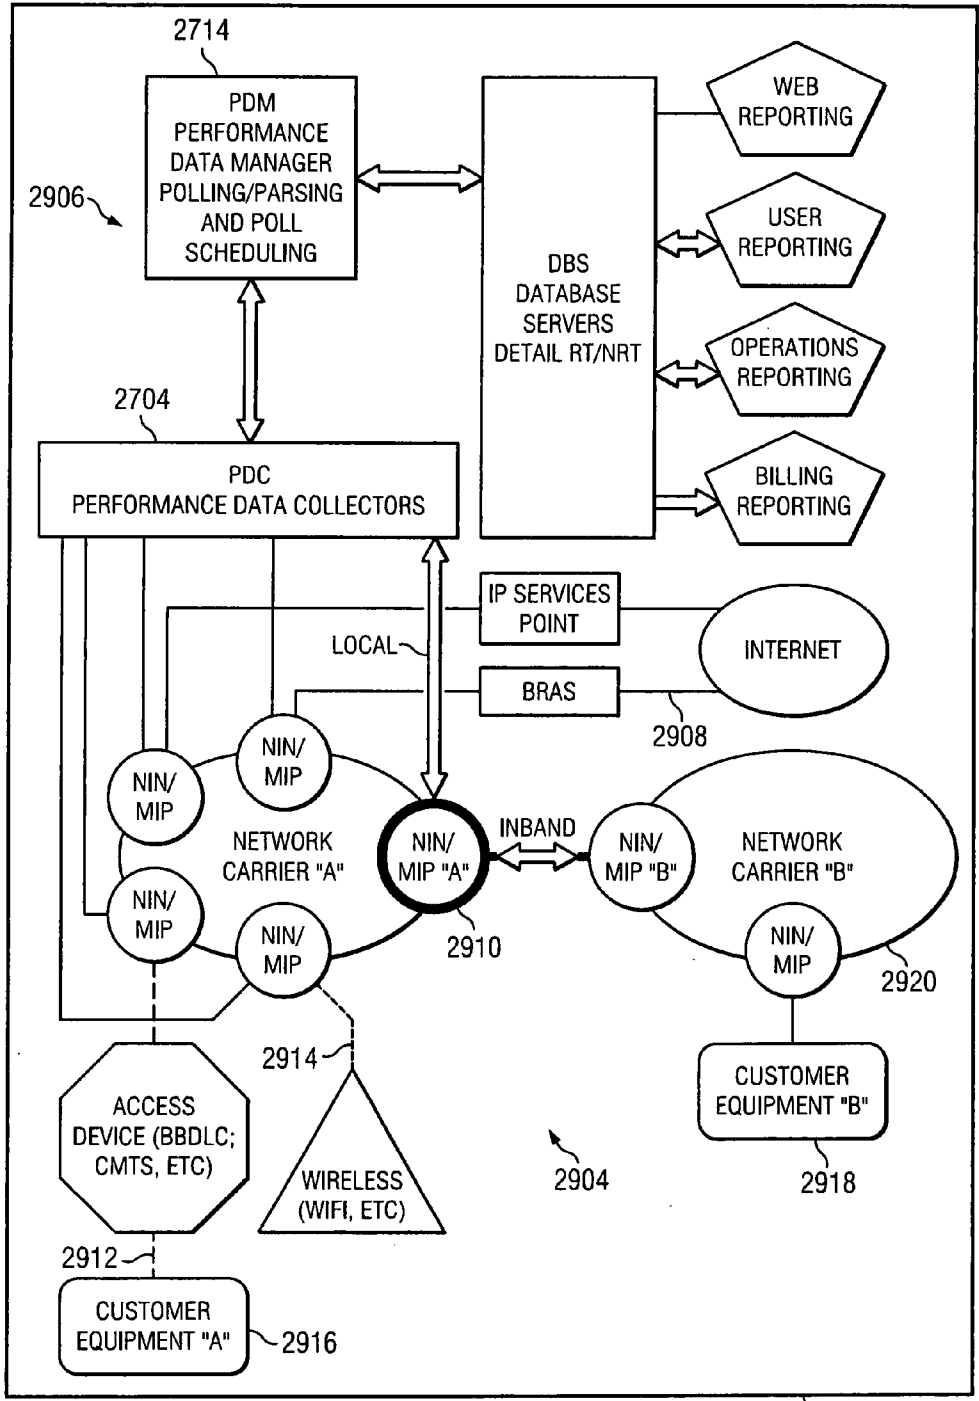 2714
PDM
PERFORMANCE
DATA MANAGER
POLLING/PARSING
AND POLL
SCHEDULING
2906
DBS
DATABASE
SERVERS
DETAIL RT/NRT
WEB
REPORTING
USER
REPORTING
OPERATIONS
REPORTING
BILLING
REPORTING
2704
PDC
PERFORMANCE DATA COLLECTORS
LOCAL
IP SERVICES
POINT
BRAS
INTERNET
2908
NIN/
MIP
NIN/
MIP
NIN/
MIP
NIN/
MIP
NETWORK
CARRIER "A"
NIN/
MIP "A"
2910
INBAND
NIN/
MIP "B"
NETWORK
CARRIER "B"
NIN/
MIP
2920
2914
ACCESS
DEVICE (BBDLC;
CMTS, ETC)
WIRELESS
(WIFI, ETC)
2904
CUSTOMER
EQUIPMENT "B"
2918
2912
CUSTOMER
EQUIPMENT "A"
2916